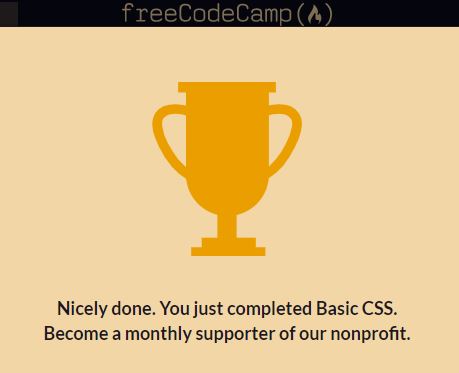 freeCodeCamp(🔥)
Nicely done. You just completed Basic CSS.
Become a monthly supporter of our nonprofit.